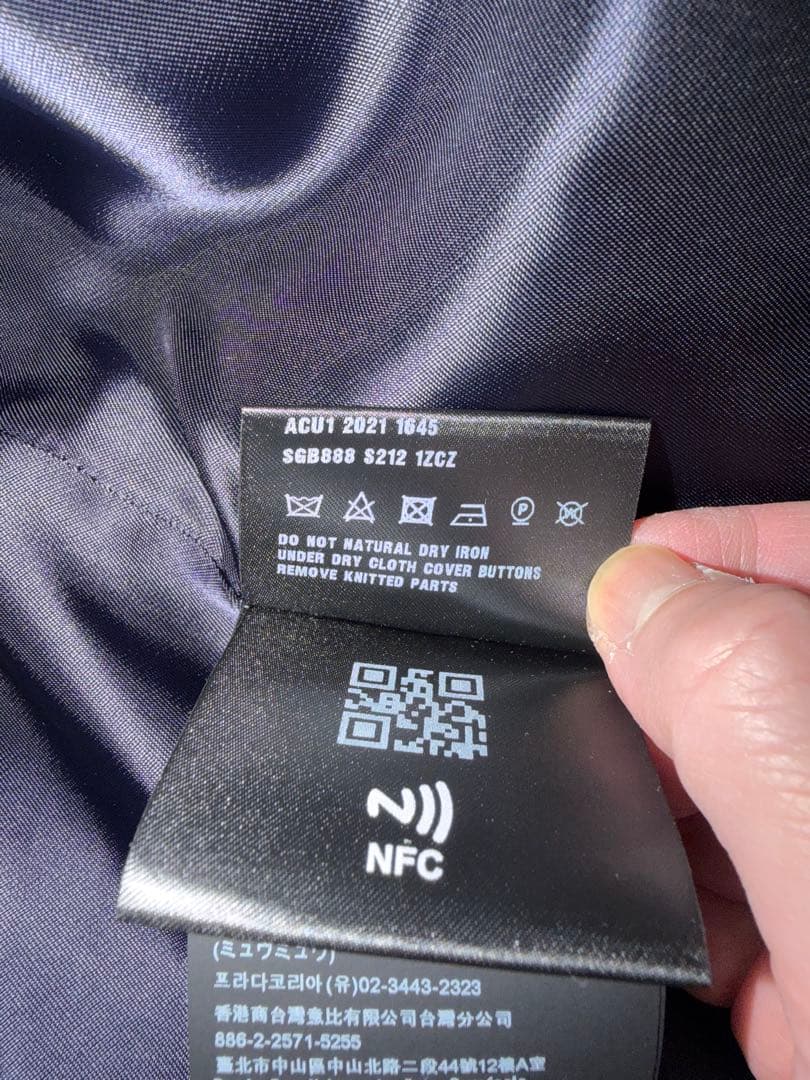 ACU1 2021 1645
SGB888 S212 1ZCZ
P
DO NOT NATURAL DRY IRON
UNDER DRY CLOTH COVER BUTTONS
REMOVE KNITTED PARTS
NFC
(ミュウミュウ)
프라다코리아(유)02-3443-2323
香港商台灣壹比有限公司台灣分公司
886-2-2571-5255
臺北市中山區中山北路二段44號12樓A室